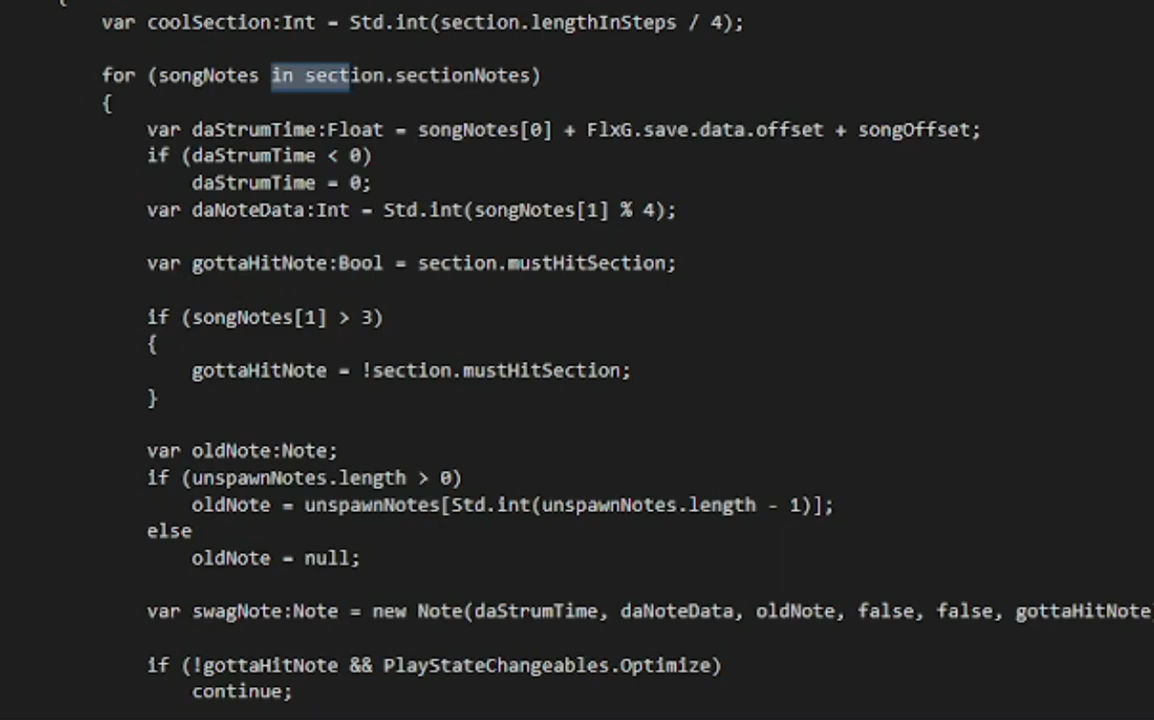 {
var coolSection:Int = Std.int(section.lengthInSteps / 4);
for (songNotes in section.sectionNotes)
{
var daStrumTime:Float = songNotes[0] + FlxG.save.data.offset + songOffset;
if (daStrumTime < 0)
daStrumTime = 0;
var daNoteData:Int = Std.int(songNotes[1] % 4);
var gottaHitNote:Bool = section.mustHitSection;
if (songNotes[1] > 3)
{
gottaHitNote = !section.mustHitSection;
}
var oldNote:Note;
if (unspawnNotes.length > 0)
oldNote = unspawnNotes[Std.int(unspawnNotes.length - 1)];
else
oldNote = null;
var swagNote:Note = new Note(daStrumTime, daNoteData, oldNote, false, false, gottaHitNote
if (!gottaHitNote && PlayStateChangeables.Optimize)
continue;